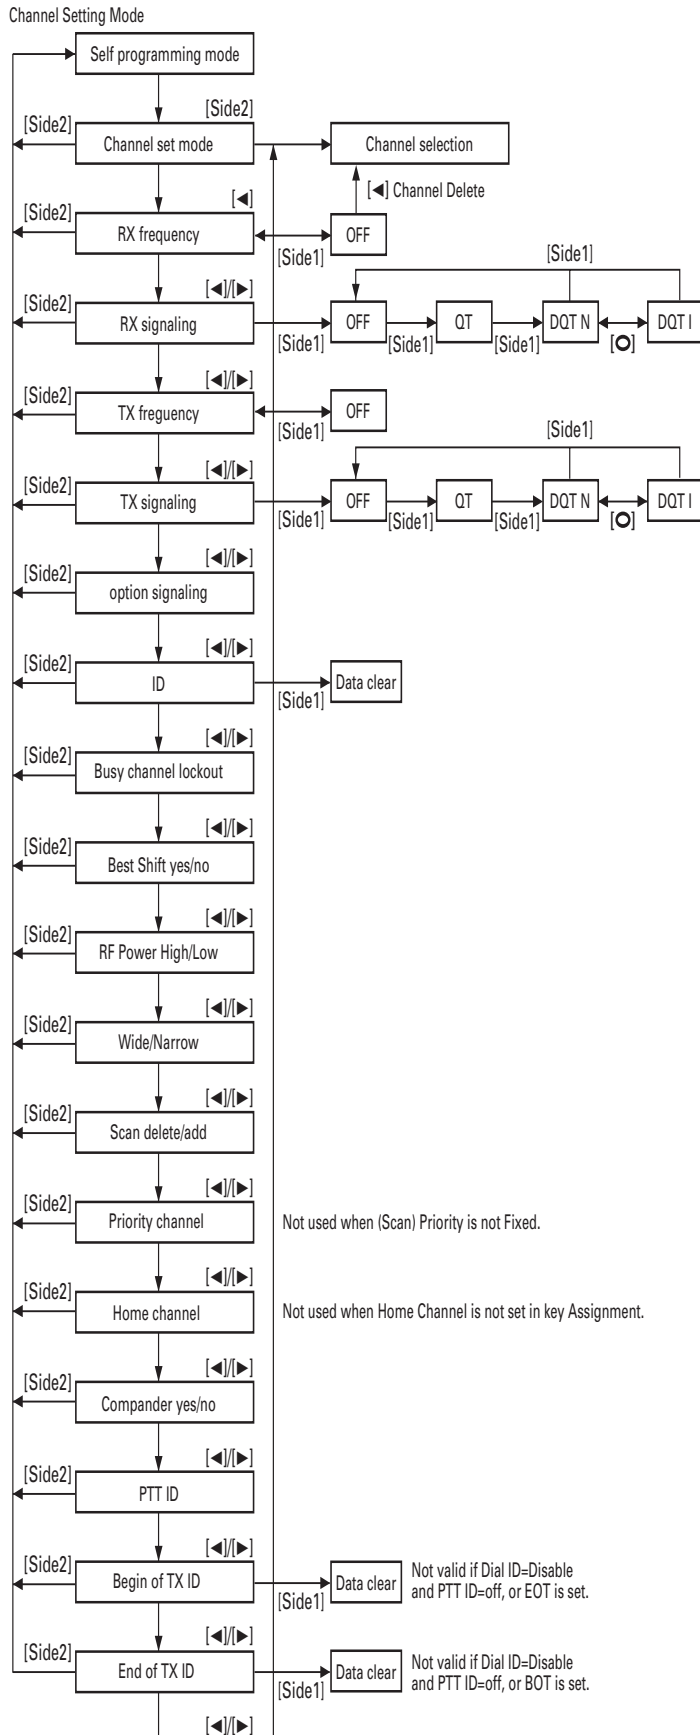 Channel Setting Mode
Self programming mode
[Side2]
[Side2]
Channel set mode
Channel selection
[◀]
[◀] Channel Delete
[Side2]
RX frequency
OFF
[Side1]
[Side1]
[◀]/[▶]
[Side2]
RX signaling
OFF
QT
DQT N
DQT I
[Side1]
[Side1]
[Side1]
[O]
[◀]/[▶]
[Side2]
TX freguency
OFF
[Side1]
[Side1]
[◀]/[▶]
[Side2]
TX signaling
OFF
QT
DQT N
DQT I
[Side1]
[Side1]
[Side1]
[O]
[◀]/[▶]
[Side2]
option signaling
[◀]/[▶]
[Side2]
ID
Data clear
[Side1]
[◀]/[▶]
[Side2]
Busy channel lockout
[◀]/[▶]
[Side2]
Best Shift yes/no
[◀]/[▶]
[Side2]
RF Power High/Low
[◀]/[▶]
[Side2]
Wide/Narrow
[◀]/[▶]
[Side2]
Scan delete/add
[◀]/[▶]
[Side2]
Priority channel
Not used when (Scan) Priority is not Fixed.
[◀]/[▶]
[Side2]
Home channel
Not used when Home Channel is not set in key Assignment.
[◀]/[▶]
[Side2]
Compander yes/no
[◀]/[▶]
[Side2]
PTT ID
[◀]/[▶]
[Side2]
Begin of TX ID
Data clear
Not valid if Dial ID=Disable
and PTT ID=off, or EOT is set.
[Side1]
[◀]/[▶]
[Side2]
End of TX ID
Data clear
Not valid if Dial ID=Disable
and PTT ID=off, or BOT is set.
[Side1]
[◀]/[▶]